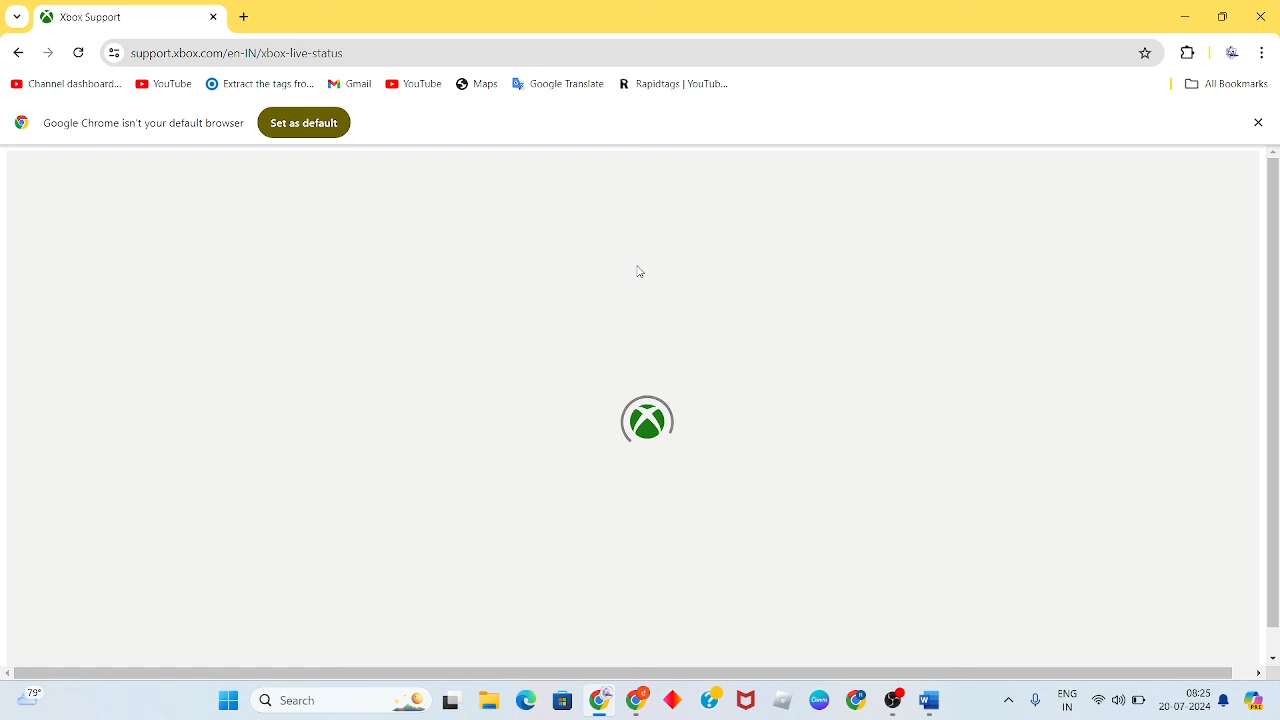 Xbox Support
support.xbox.com/en-IN/xbox-live-status
Channel dashboard... YouTube Extract the tags fro... Gmail YouTube Maps Google Translate Rapidtags | YouTub... All Bookmarks
Google Chrome isn't your default browser Set as default
79° Search ENG 08:25
IN 20-07-2024